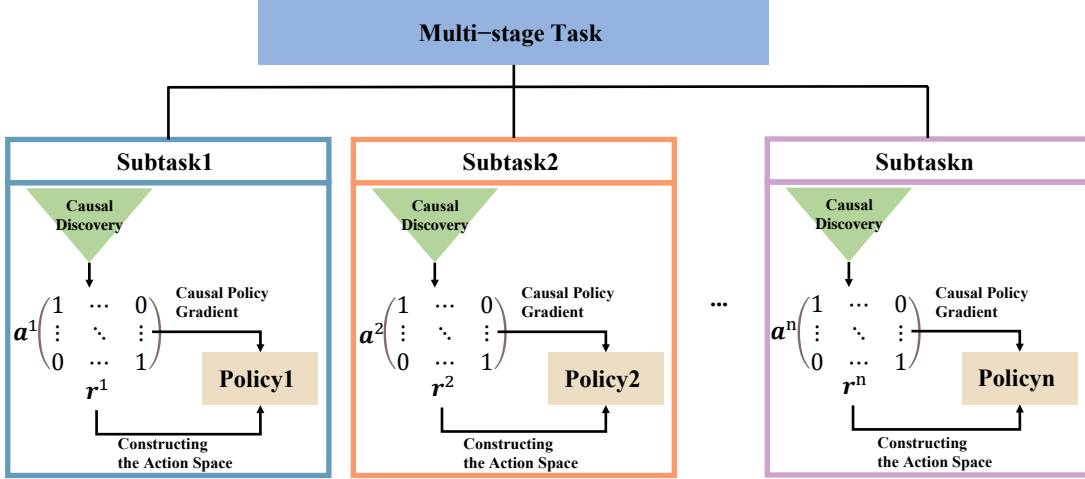 Multi−stage Task
Subtask1
Causal
Discovery
a¹ ( 1 ⋯ 0
⋮ ⋱ ⋮
0 … 1 )
r¹
Causal Policy
Gradient
Policy1
Constructing
the Action Space
Subtask2
Causal
Discovery
a² ( 1 ⋯ 0
⋮ ⋱ ⋮
0 … 1 )
r²
Causal Policy
Gradient
Policy2
Constructing
the Action Space
...
Subtaskn
Causal
Discovery
aⁿ ( 1 ⋯ 0
⋮ ⋱ ⋮
0 … 1 )
rⁿ
Causal Policy
Gradient
Policyn
Constructing
the Action Space